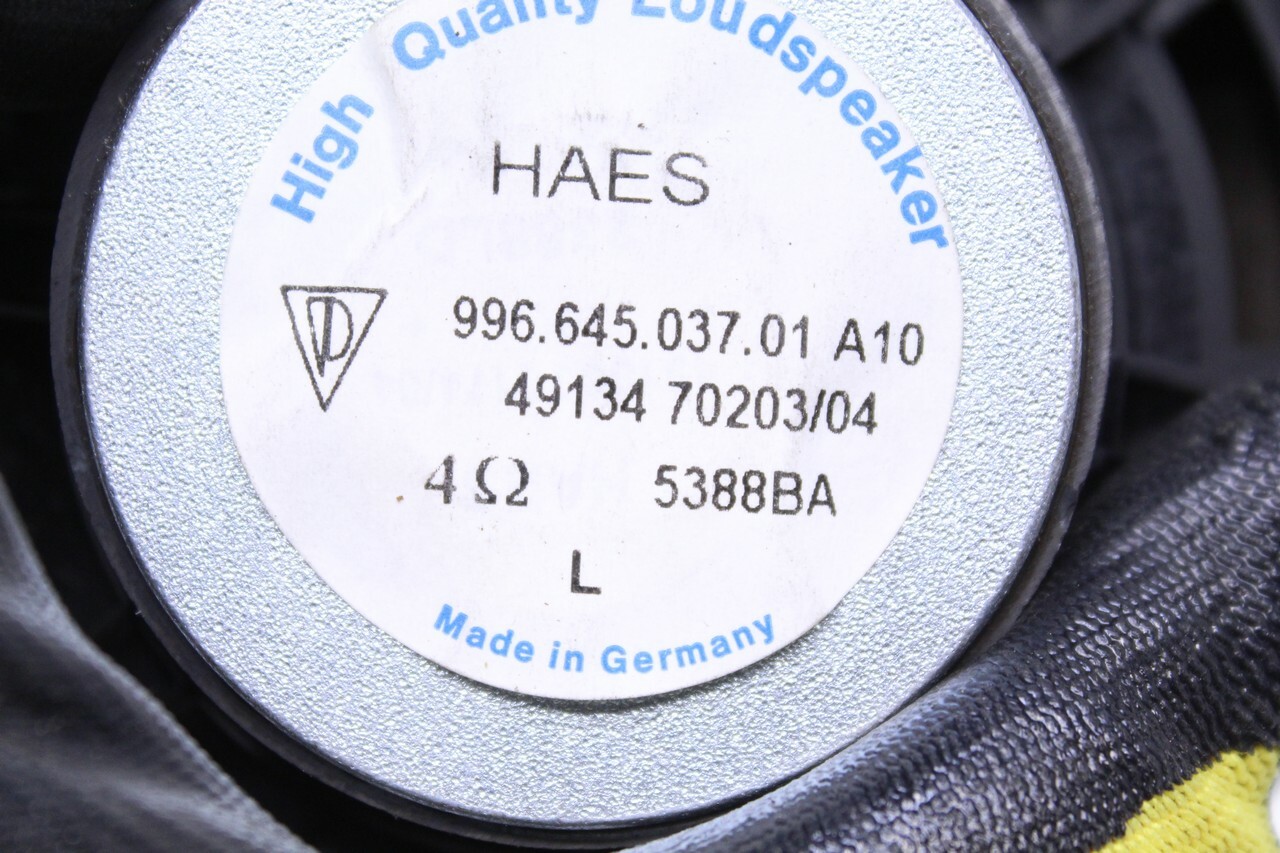 High Quality Loudspeaker
HAES
996.645.037.01 A10
49134 70203/04
4 Ω 5388BA
L
Made in Germany